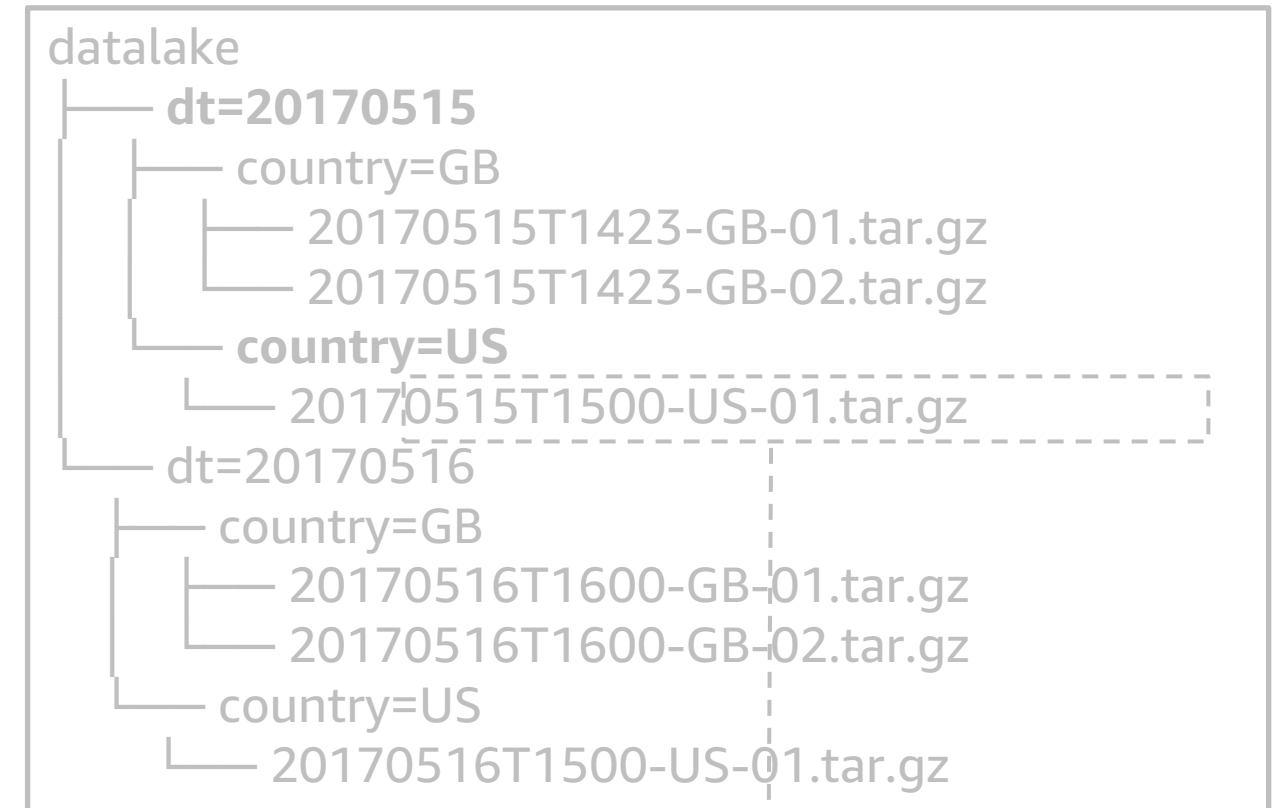 datalake
dt=20170515
country=GB
20170515T1423-GB-01.tar.gz
20170515T1423-GB-02.tar.gz
country=US
20170515T1500-US-01.tar.gz
dt=20170516
country=GB
20170516T1600-GB-01.tar.gz
20170516T1600-GB-02.tar.gz
country=US
20170516T1500-US-01.tar.gz